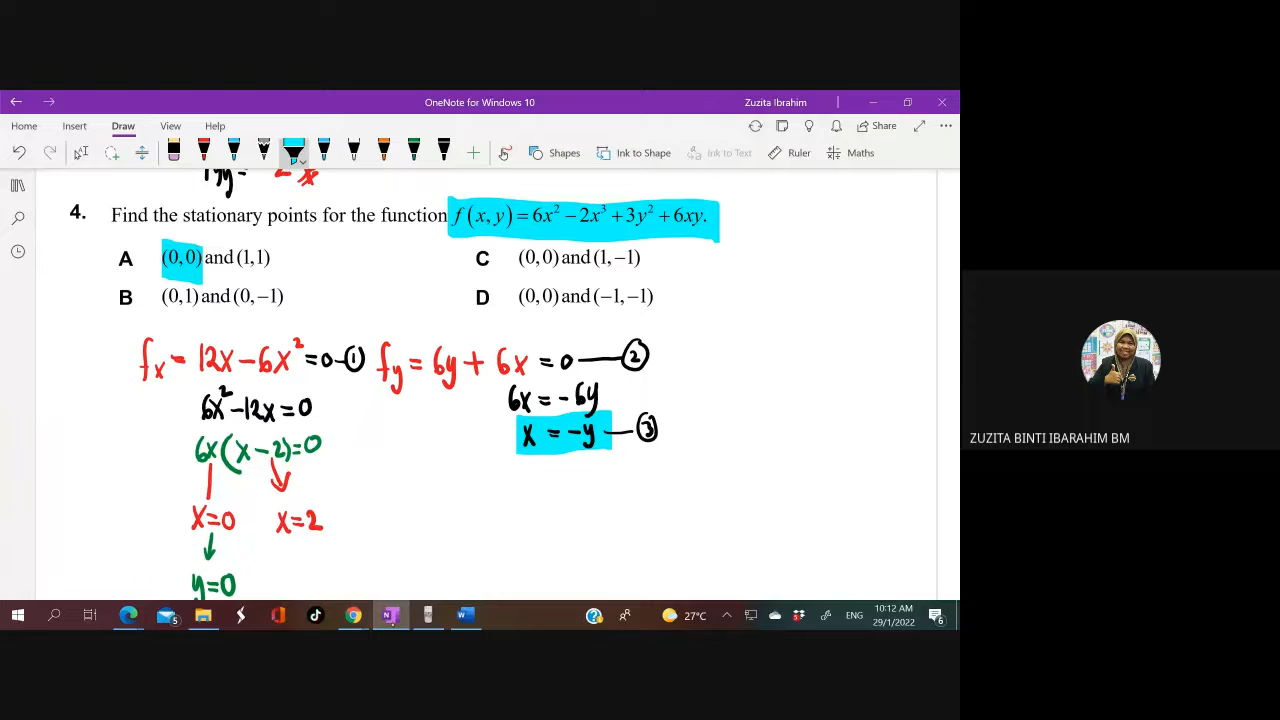 OneNote for Windows 10
Zuzita Ibrahim
Home Insert Draw View Help
Share
Shapes Ink to Shape Ink to Text Ruler Maths
4. Find the stationary points for the function f(x, y) = 6x² − 2x³ + 3y² + 6xy.
A (0,0) and (1,1)
C (0,0) and (1,−1)
B (0,1) and (0,−1)
D (0,0) and (−1,−1)
fx = 12x − 6x² = 0 — ①
fy = 6y + 6x = 0 — ②
6x² − 12x = 0
6x = −6y
6x(x − 2) = 0
x = −y — ③
x = 0 x = 2
y = 0
ZUZITA BINTI IBARAHIM BM
5
27°C
5
ENG
10:12 AM
29/1/2022
6